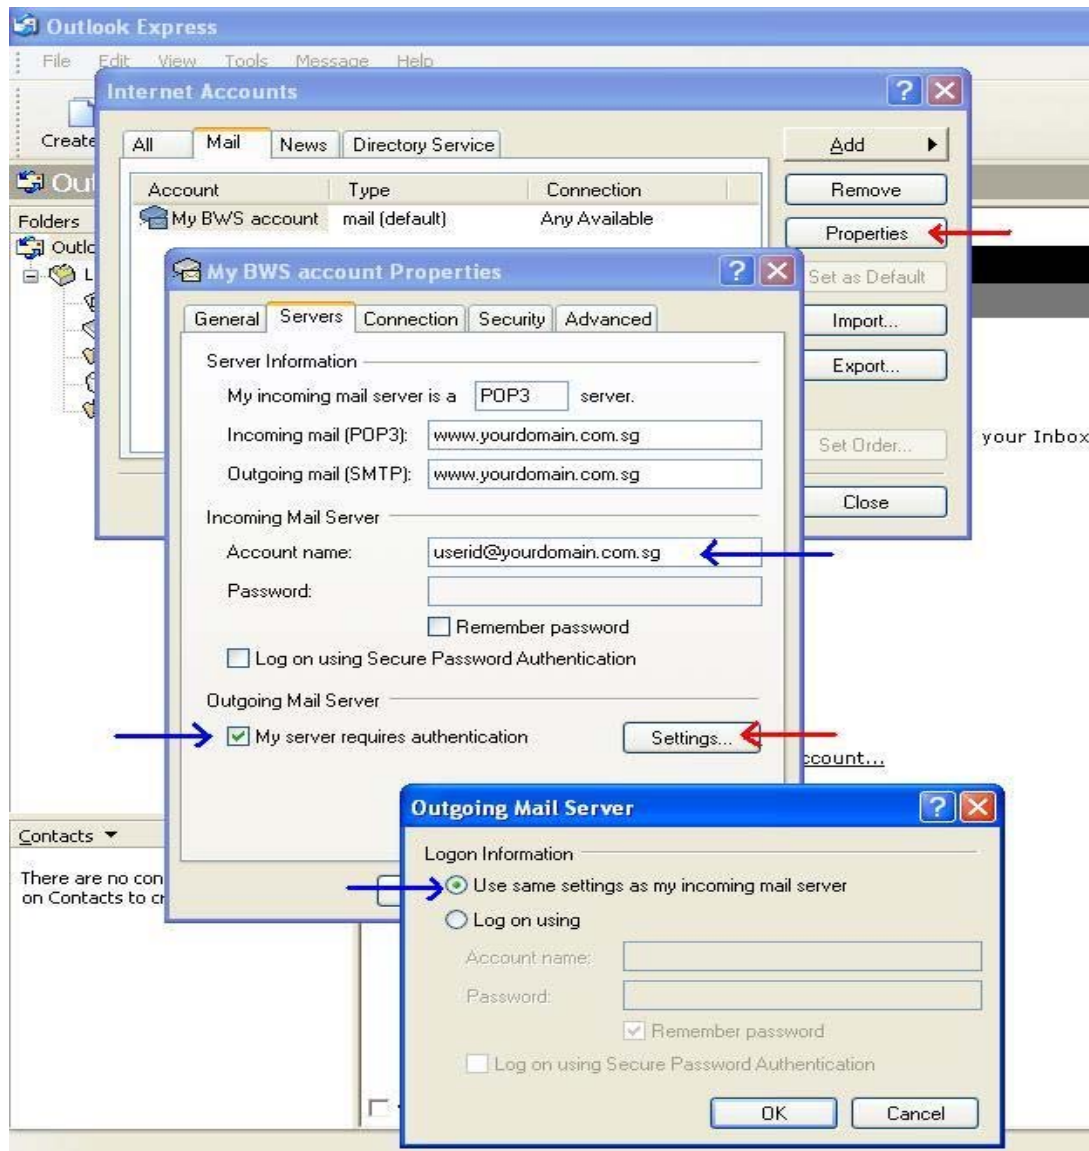 Outlook Express
File Edit View Tools Message Help
Create
Internet Accounts
All Mail News Directory Service
Account Type Connection
My BWS account mail (default) Any Available
Add
Remove
Properties
Set as Default
Import...
Export...
Set Order...
Close
Folders
My BWS account Properties
General Servers Connection Security Advanced
Server Information
My incoming mail server is a POP3 server.
Incoming mail (POP3): www.yourdomain.com.sg
Outgoing mail (SMTP): www.yourdomain.com.sg
Incoming Mail Server
Account name: userid@yourdomain.com.sg
Password:
Remember password
Log on using Secure Password Authentication
Outgoing Mail Server
My server requires authentication Settings...
your Inbox
ccount...
Contacts
There are no con
on Contacts to cr
Outgoing Mail Server
Logon Information
Use same settings as my incoming mail server
Log on using
Account name:
Password:
Remember password
Log on using Secure Password Authentication
OK Cancel